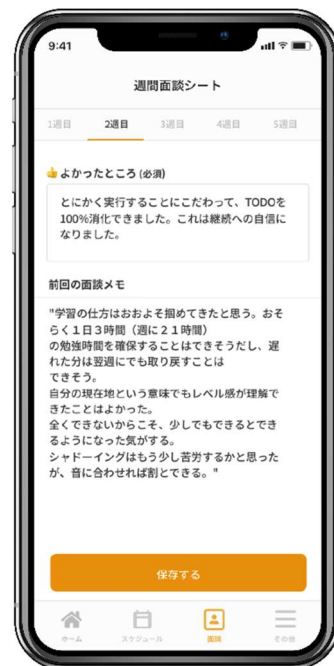 9:41
週間面談シート
1週目 2週目 3週目 4週目 5週目
👍よかったところ (必須)
とにかく実行することにこだわって、TODOを
100%消化できました。これは継続への自信に
なりました。
前回の面談メモ
"学習の仕方はおおよそ掴めてきたと思う。おそ
らく１日３時間（週に２１時間）
の勉強時間を確保することはできそうだし、遅
れた分は翌週にでも取り戻すことは
できそう。
自分の現在地という意味でもレベル感が理解で
きたことはよかった。
全くできないからこそ、少しでもできるとでき
るようになった気がする。
シャドーイングはもう少し苦労するかと思った
が、音に合わせれば割とできる。"
保存する
ホーム スケジュール 面談 その他